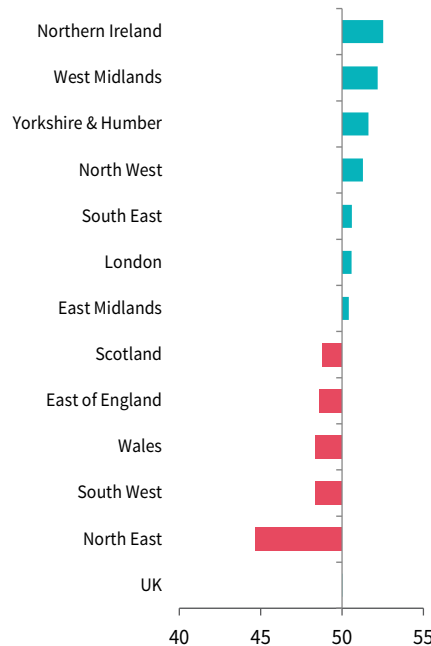 Northern Ireland
West Midlands
Yorkshire & Humber
North West
South East
London
East Midlands
Scotland
East of England
Wales
South West
North East
UK
40 45 50 55